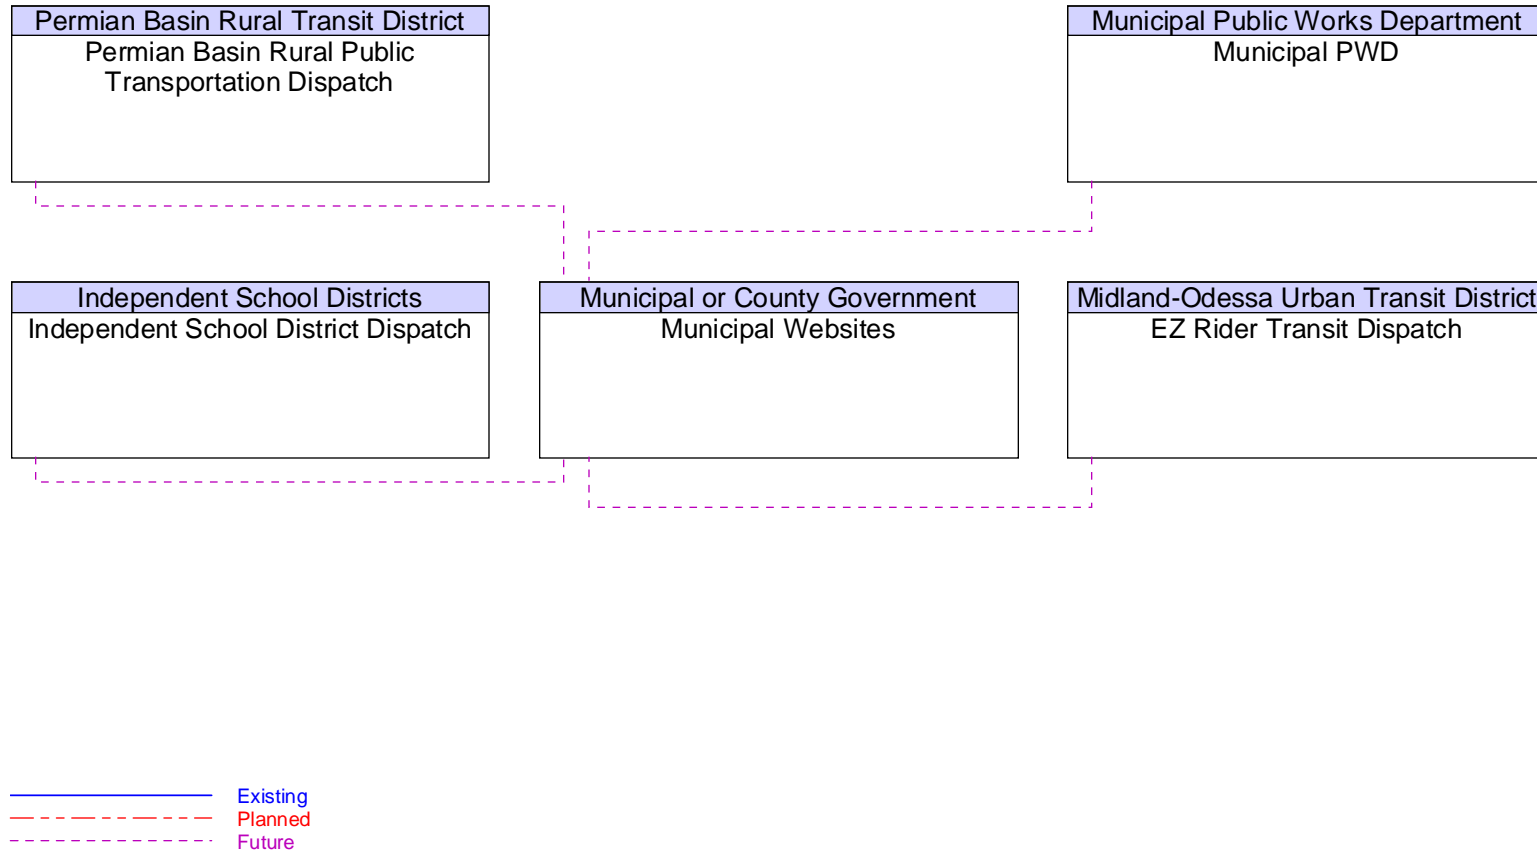 Permian Basin Rural Transit District
Permian Basin Rural Public
Transportation Dispatch
Municipal Public Works Department
Municipal PWD
Independent School Districts
Independent School District Dispatch
Municipal or County Government
Municipal Websites
Midland-Odessa Urban Transit District
EZ Rider Transit Dispatch
Existing
Planned
Future